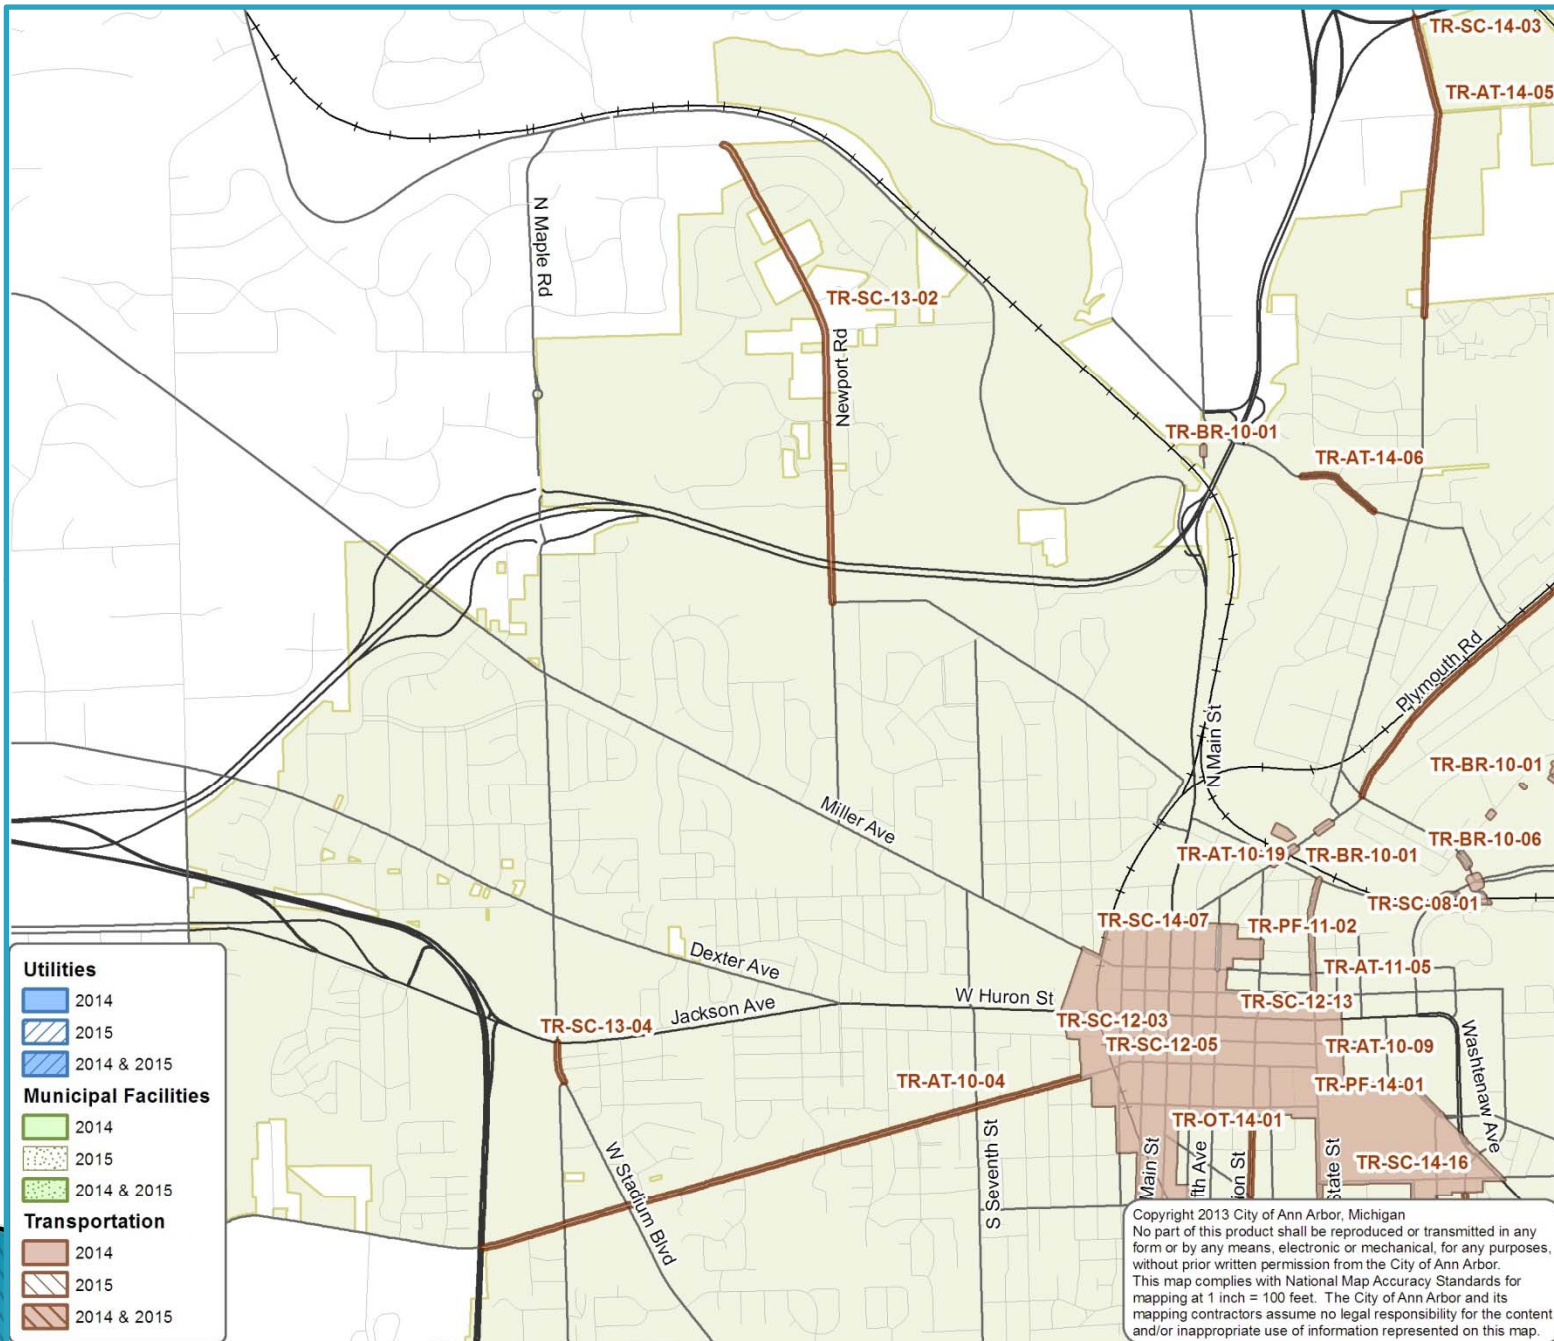 TR-SC-14-03
TR-AT-14-05
N Maple Rd
TR-SC-13-02
Newport Rd
TR-BR-10-01
TR-AT-14-06
Plymouth Rd
N Main St
TR-BR-10-01
Miller Ave
TR-AT-10-19
TR-BR-10-01
TR-BR-10-06
TR-SC-08-01
TR-SC-14-07
TR-PF-11-02
Dexter Ave
TR-AT-11-05
W Huron St
TR-SC-12-13
Jackson Ave
TR-SC-13-04
TR-SC-12-03
TR-SC-12-05
TR-AT-10-09
Washtenaw Ave
TR-AT-10-04
TR-PF-14-01
TR-OT-14-01
S Seventh St
Main St
fth Ave
ion St
State St
TR-SC-14-16
W Stadium Blvd
Utilities
2014
2015
2014 & 2015
Municipal Facilities
2014
2015
2014 & 2015
Transportation
2014
2015
2014 & 2015
Copyright 2013 City of Ann Arbor, Michigan
No part of this product shall be reproduced or transmitted in any
form or by any means, electronic or mechanical, for any purposes,
without prior written permission from the City of Ann Arbor.
This map complies with National Map Accuracy Standards for
mapping at 1 inch = 100 feet. The City of Ann Arbor and its
mapping contractors assume no legal responsibility for the content
and/or inappropriate use of information represented on this map.